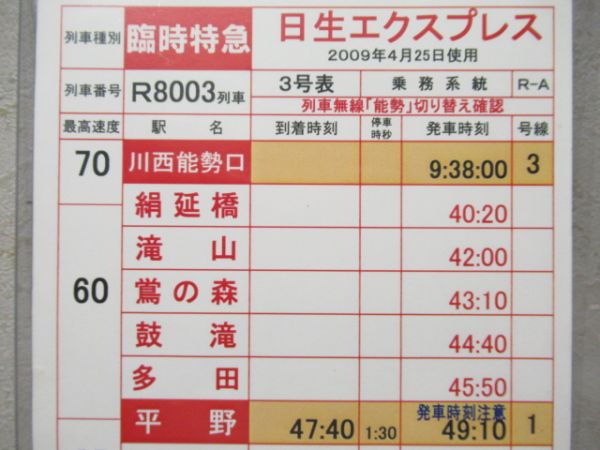 列車種別 臨時特急 日生エクスプレス
2009年4月25日使用
列車番号 R8003列車 3号表 乗務系統 R-A
列車無線「能勢」切り替え確認
最高速度 駅名 到着時刻 停車時秒 発車時刻 号線
70 川西能勢口 9:38:00 3
60 絹延橋 40:20
滝山 42:00
鶯の森 43:10
鼓滝 44:40
多田 45:50
発車時刻注意
平野 47:40 1:30 49:10 1